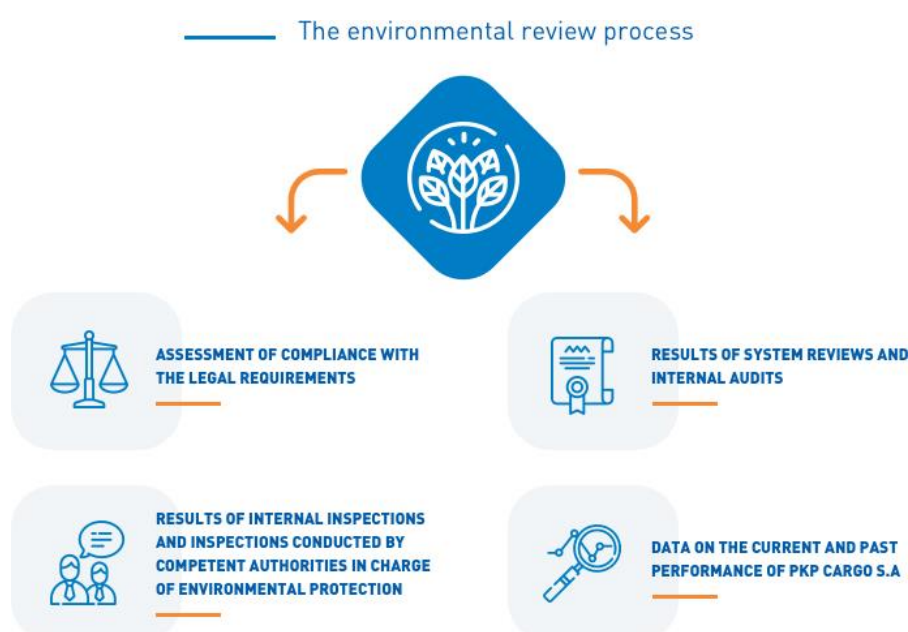 The environmental review process
ASSESSMENT OF COMPLIANCE WITH
THE LEGAL REQUIREMENTS
RESULTS OF SYSTEM REVIEWS AND
INTERNAL AUDITS
RESULTS OF INTERNAL INSPECTIONS
AND INSPECTIONS CONDUCTED BY
COMPETENT AUTHORITIES IN CHARGE
OF ENVIRONMENTAL PROTECTION
DATA ON THE CURRENT AND PAST
PERFORMANCE OF PKP CARGO S.A